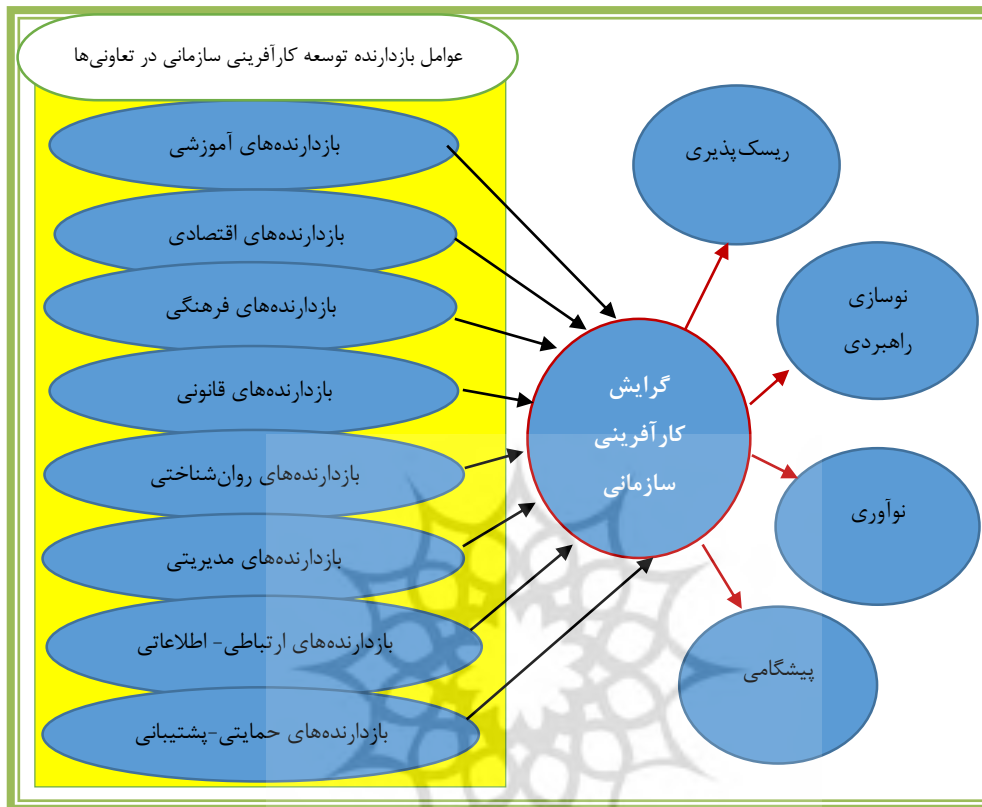 عوامل بازدارنده توسعه کارآفرینی سازمانی در تعاونی‌ها
بازدارنده‌های آموزشی
بازدارنده‌های اقتصادی
بازدارنده‌های فرهنگی
بازدارنده‌های قانونی
بازدارنده‌های روان‌شناختی
بازدارنده‌های مدیریتی
بازدارنده‌های ارتباطی- اطلاعاتی
بازدارنده‌های حمایتی-پشتیبانی
گرایش
کارآفرینی
سازمانی
ریسک‌پذیری
نوسازی
راهبردی
نوآوری
پیشگامی